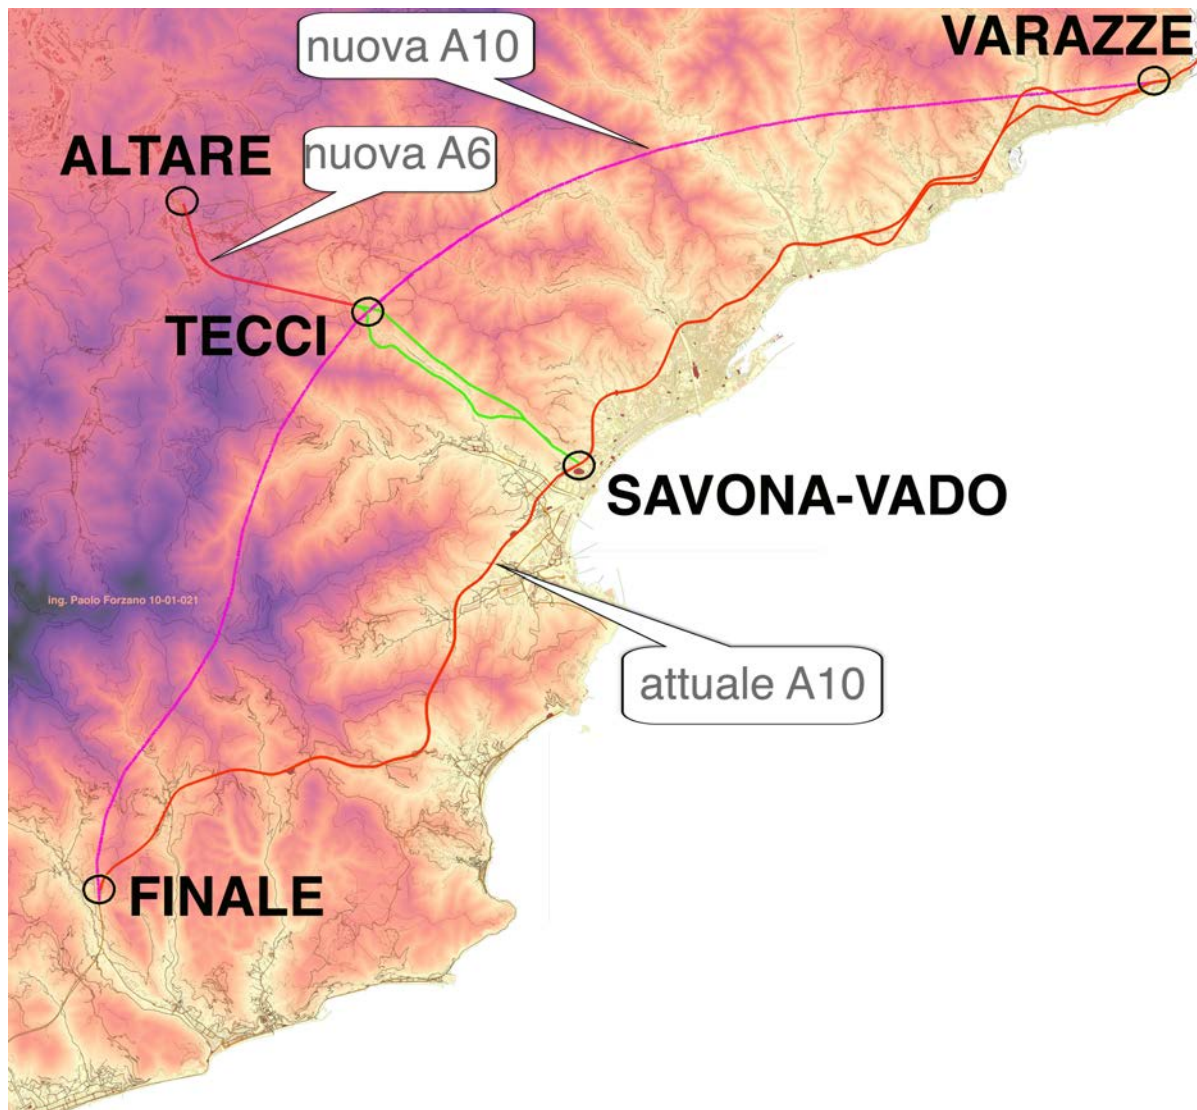 VARAZZE
nuova A10
ALTARE
nuova A6
TECCI
SAVONA-VADO
ing. Paolo Forzano 10-01-021
attuale A10
FINALE